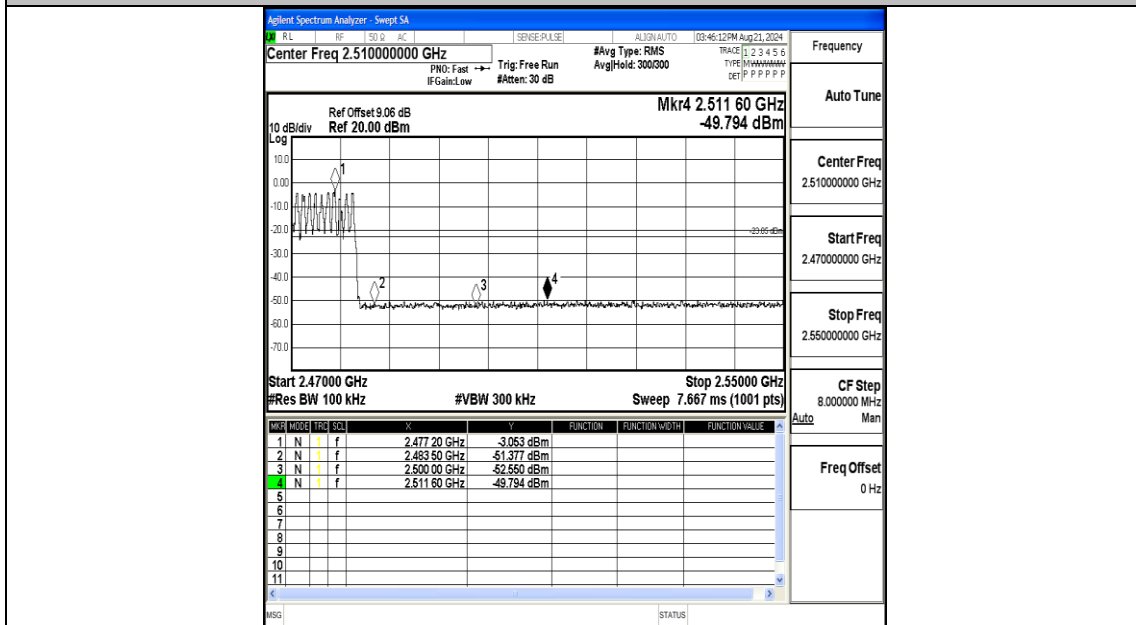 Agilent Spectrum Analyzer - Swept SA
RL RF 50 Ω AC SENSE:PULSE ALIGN AUTO 03:46:12 PM Aug 21, 2024
Center Freq 2.510000000 GHz
PNO: Fast
IFGain:Low
Trig: Free Run
#Atten: 30 dB
#Avg Type: RMS
Avg|Hold: 300/300
TRACE 1 2 3 4 5 6
TYPE MWWWWW
DET P P P P P P
Frequency
Auto Tune
Center Freq
2.510000000 GHz
Start Freq
2.470000000 GHz
Stop Freq
2.550000000 GHz
CF Step
8.000000 MHz
Auto Man
Freq Offset
0 Hz
Mkr4 2.511 60 GHz
-49.794 dBm
Ref Offset 9.06 dB
10 dB/div Ref 20.00 dBm
Log
10.0
0.00
-10.0
-20.0
-30.0
-40.0
-50.0
-60.0
-70.0
1
2
3
4
Start 2.47000 GHz Stop 2.55000 GHz
#Res BW 100 kHz #VBW 300 kHz Sweep 7.667 ms (1001 pts)
MKR MODE TRC SCL X Y FUNCTION FUNCTION WIDTH FUNCTION VALUE
1 N 1 f 2.477 20 GHz -3.053 dBm
2 N 1 f 2.483 50 GHz -51.377 dBm
3 N 1 f 2.500 00 GHz -52.550 dBm
4 N 1 f 2.511 60 GHz -49.794 dBm
5
6
7
8
9
10
11
MSG STATUS